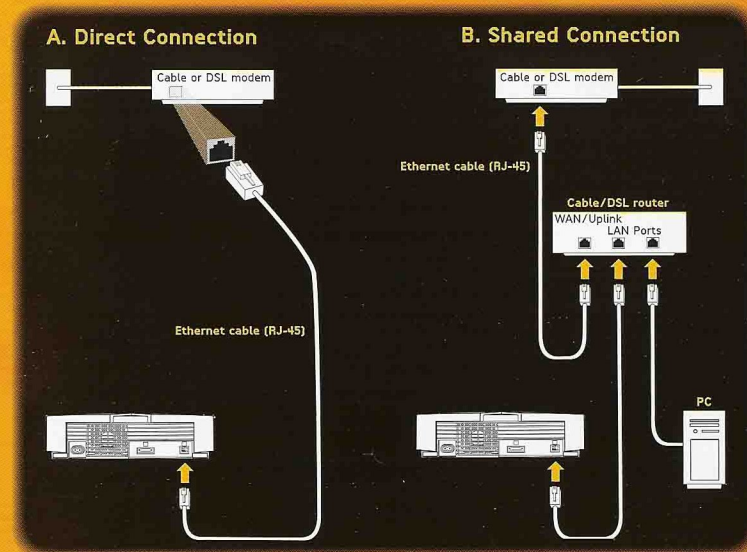 A. Direct Connection
Cable or DSL modem
Ethernet cable (RJ-45)
B. Shared Connection
Cable or DSL modem
Ethernet cable (RJ-45)
Cable/DSL router
WAN/Uplink
LAN Ports
PC